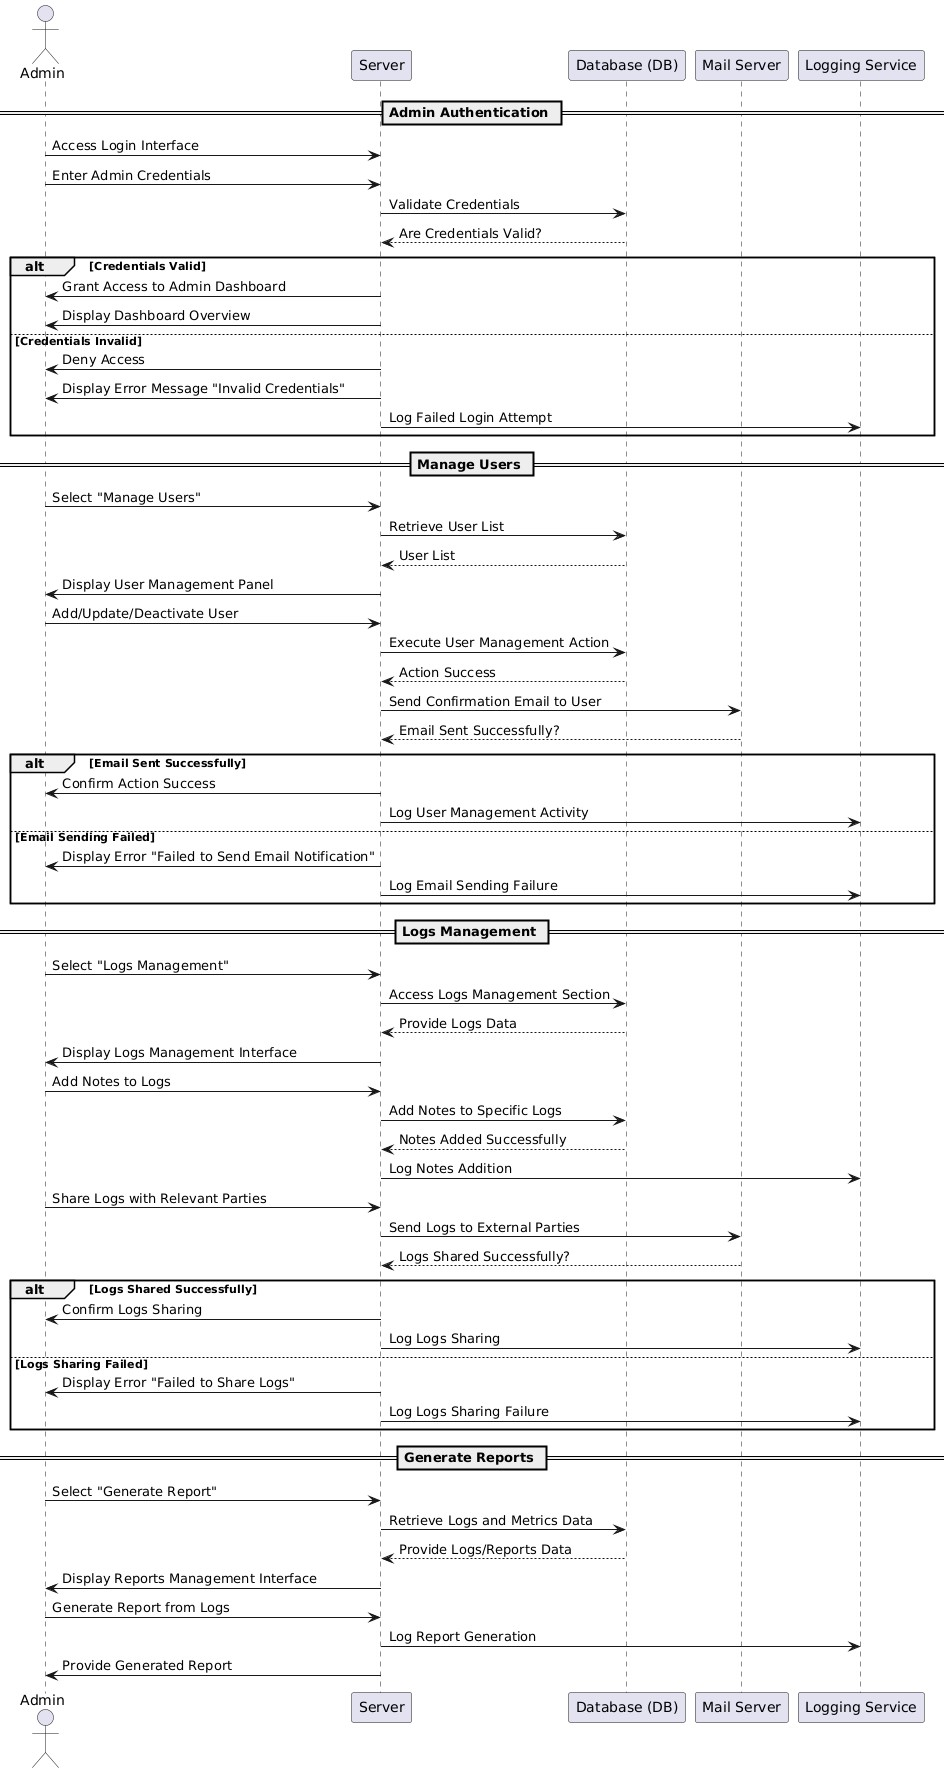 Admin
Server
Database (DB)
Mail Server
Logging Service
Admin Authentication
Access Login Interface
Enter Admin Credentials
Validate Credentials
Are Credentials Valid?
alt [Credentials Valid]
Grant Access to Admin Dashboard
Display Dashboard Overview
[Credentials Invalid]
Deny Access
Display Error Message "Invalid Credentials"
Log Failed Login Attempt
Manage Users
Select "Manage Users"
Retrieve User List
User List
Display User Management Panel
Add/Update/Deactivate User
Execute User Management Action
Action Success
Send Confirmation Email to User
Email Sent Successfully?
alt [Email Sent Successfully]
Confirm Action Success
Log User Management Activity
[Email Sending Failed]
Display Error "Failed to Send Email Notification"
Log Email Sending Failure
Logs Management
Select "Logs Management"
Access Logs Management Section
Provide Logs Data
Display Logs Management Interface
Add Notes to Logs
Add Notes to Specific Logs
Notes Added Successfully
Log Notes Addition
Share Logs with Relevant Parties
Send Logs to External Parties
Logs Shared Successfully?
alt [Logs Shared Successfully]
Confirm Logs Sharing
Log Logs Sharing
[Logs Sharing Failed]
Display Error "Failed to Share Logs"
Log Logs Sharing Failure
Generate Reports
Select "Generate Report"
Retrieve Logs and Metrics Data
Provide Logs/Reports Data
Display Reports Management Interface
Generate Report from Logs
Log Report Generation
Provide Generated Report
Admin
Server
Database (DB)
Mail Server
Logging Service